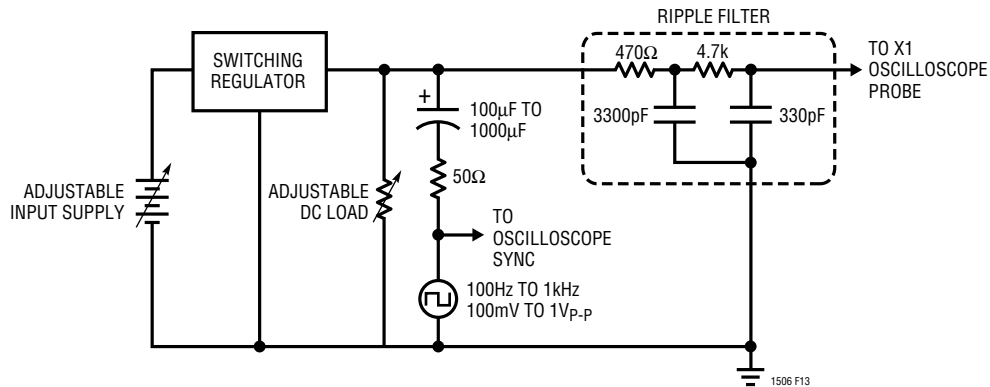 RIPPLE FILTER
SWITCHING
REGULATOR
470Ω
4.7k
TO X1
OSCILLOSCOPE
PROBE
+
100µF TO
1000µF
3300pF
330pF
ADJUSTABLE
INPUT SUPPLY
ADJUSTABLE
DC LOAD
50Ω
TO
OSCILLOSCOPE
SYNC
100Hz TO 1kHz
100mV TO 1VP-P
1506 F13